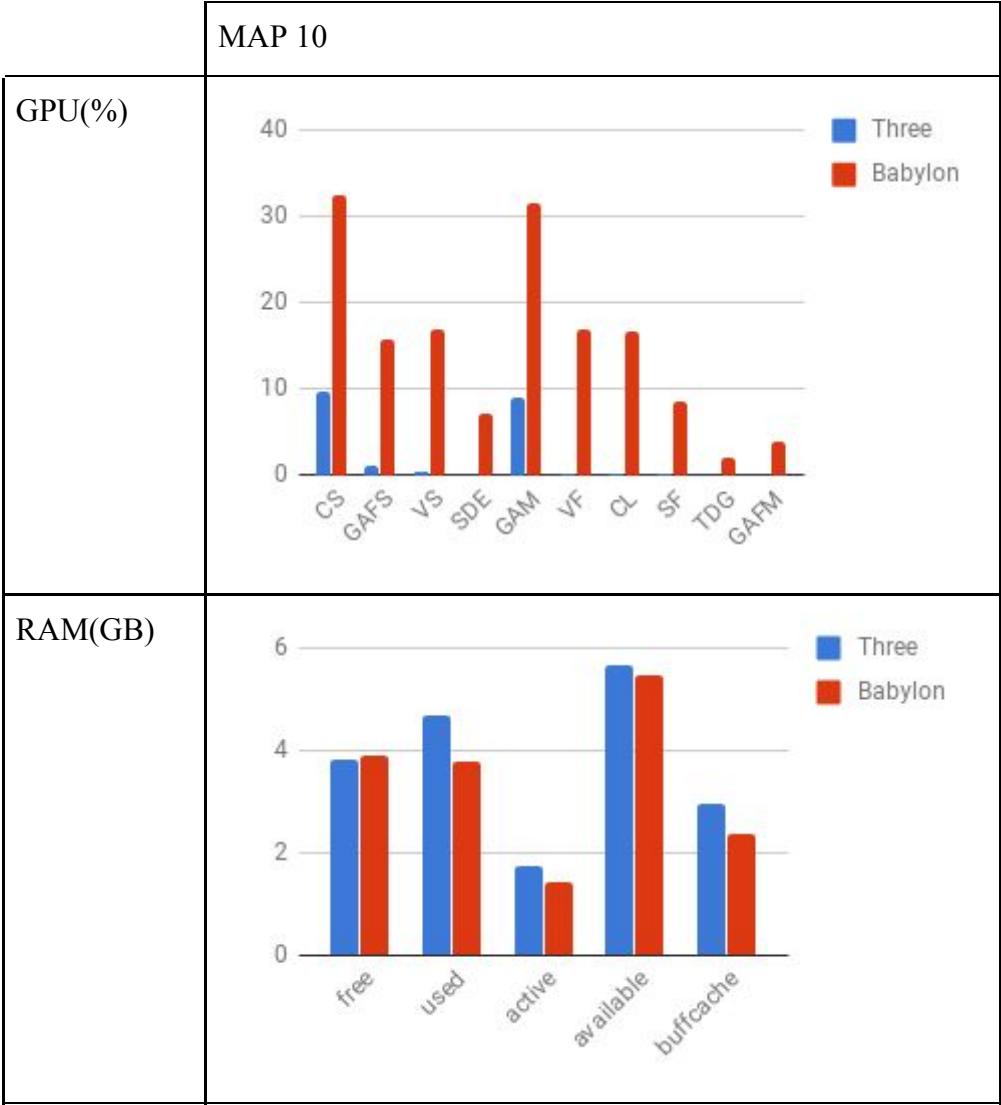 MAP 10
GPU(%)
40
30
20
10
0
Three
Babylon
CS
GAFS
VS
SDE
GAM
VF
CL
SF
TDG
GAFM
RAM(GB)
6
4
2
0
Three
Babylon
free
used
active
available
buffcache